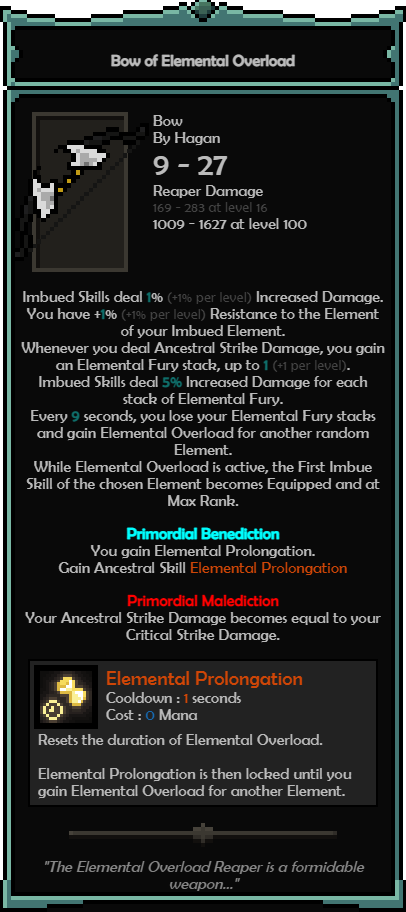 Bow of Elemental Overload
Bow
By Hagan
9 - 27
Reaper Damage
169 - 283 at level 16
1009 - 1627 at level 100
Imbued Skills deal 1% (+1% per level) Increased Damage.
You have +1% (+1% per level) Resistance to the Element
of your Imbued Element.
Whenever you deal Ancestral Strike Damage, you gain
an Elemental Fury stack, up to 1 (+1 per level).
Imbued Skills deal 5% Increased Damage for each
stack of Elemental Fury.
Every 9 seconds, you lose your Elemental Fury stacks
and gain Elemental Overload for another random
Element.
While Elemental Overload is active, the First Imbue
Skill of the chosen Element becomes Equipped and at
Max Rank.
Primordial Benediction
You gain Elemental Prolongation.
Gain Ancestral Skill Elemental Prolongation
Primordial Malediction
Your Ancestral Strike Damage becomes equal to your
Critical Strike Damage.
Elemental Prolongation
Cooldown : 1 seconds
Cost : 0 Mana
Resets the duration of Elemental Overload.
Elemental Prolongation is then locked until you
gain Elemental Overload for another Element.
"The Elemental Overload Reaper is a formidable
weapon..."